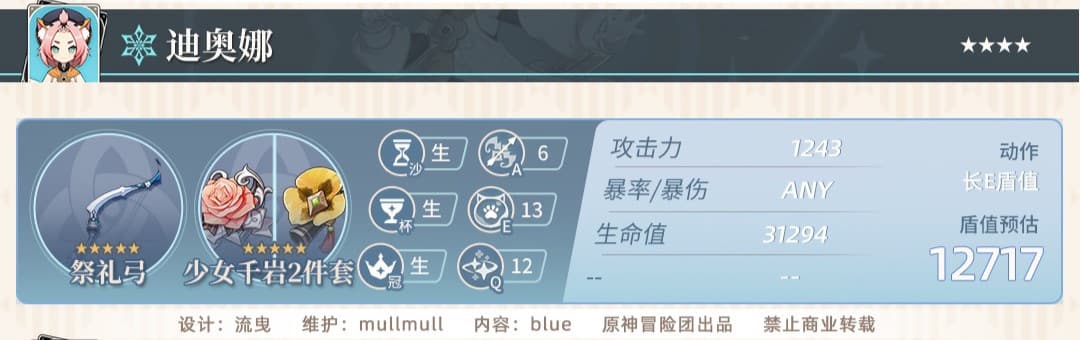 迪奥娜 ★★★★
沙 生 A 6
杯 生 E 13
冠 生 Q 12
★★★★★ 祭礼弓
★★★★★ 少女千岩2件套
攻击力 1243
暴率/暴伤 ANY
生命值 31294
-- --
动作
长E盾值
盾值预估
12717
设计：流曳 维护：mullmull 内容：blue 原神冒险团出品 禁止商业转载